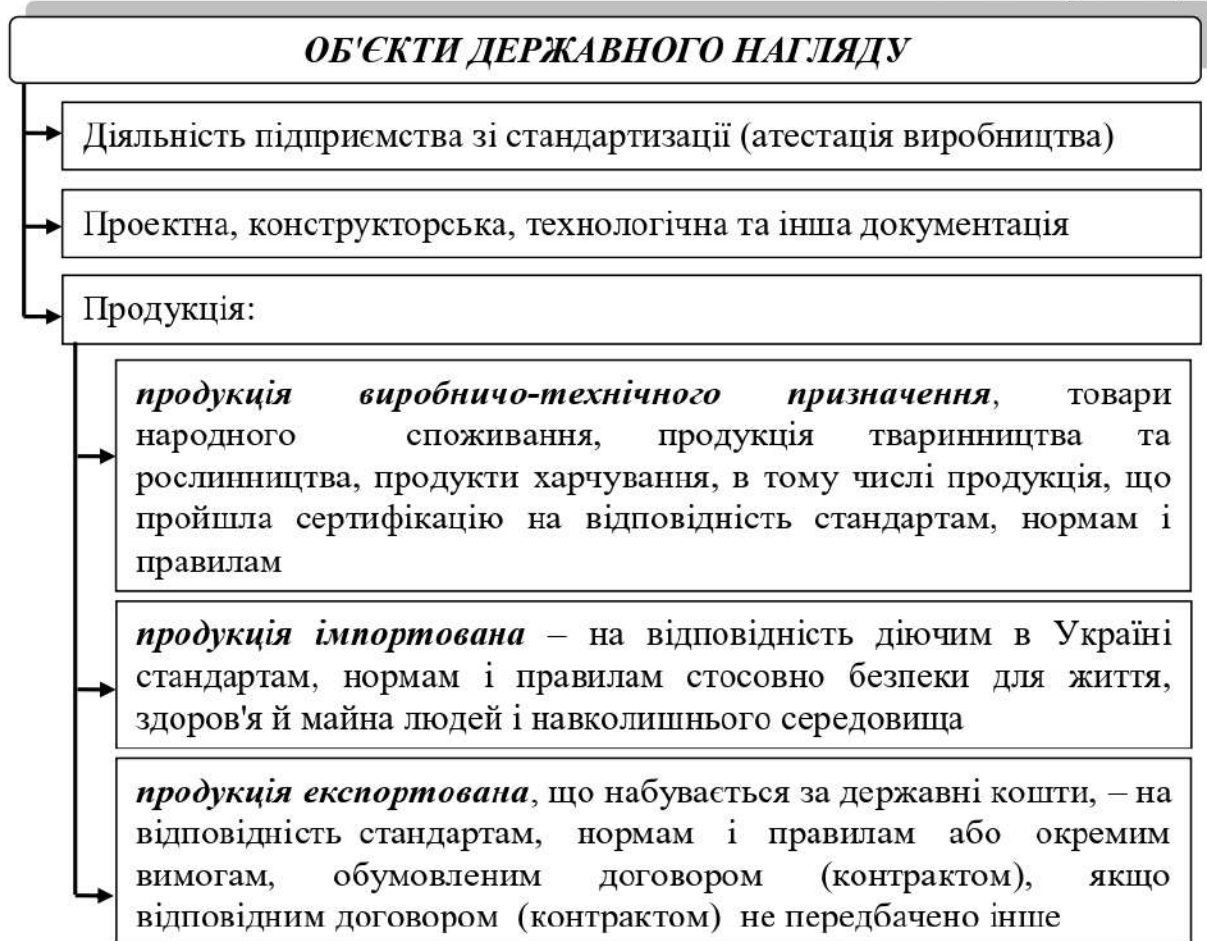 ОБ'ЄКТИ ДЕРЖАВНОГО НАГЛЯДУ
Діяльність підприємства зі стандартизації (атестація виробництва)
Проектна, конструкторська, технологічна та інша документація
Продукція:
продукція виробничо-технічного призначення, товари
народного споживання, продукція тваринництва та
рослинництва, продукти харчування, в тому числі продукція, що
пройшла сертифікацію на відповідність стандартам, нормам і
правилам
продукція імпортована – на відповідність діючим в Україні
стандартам, нормам і правилам стосовно безпеки для життя,
здоров'я й майна людей і навколишнього середовища
продукція експортована, що набувається за державні кошти, – на
відповідність стандартам, нормам і правилам або окремим
вимогам, обумовленим договором (контрактом), якщо
відповідним договором (контрактом) не передбачено інше